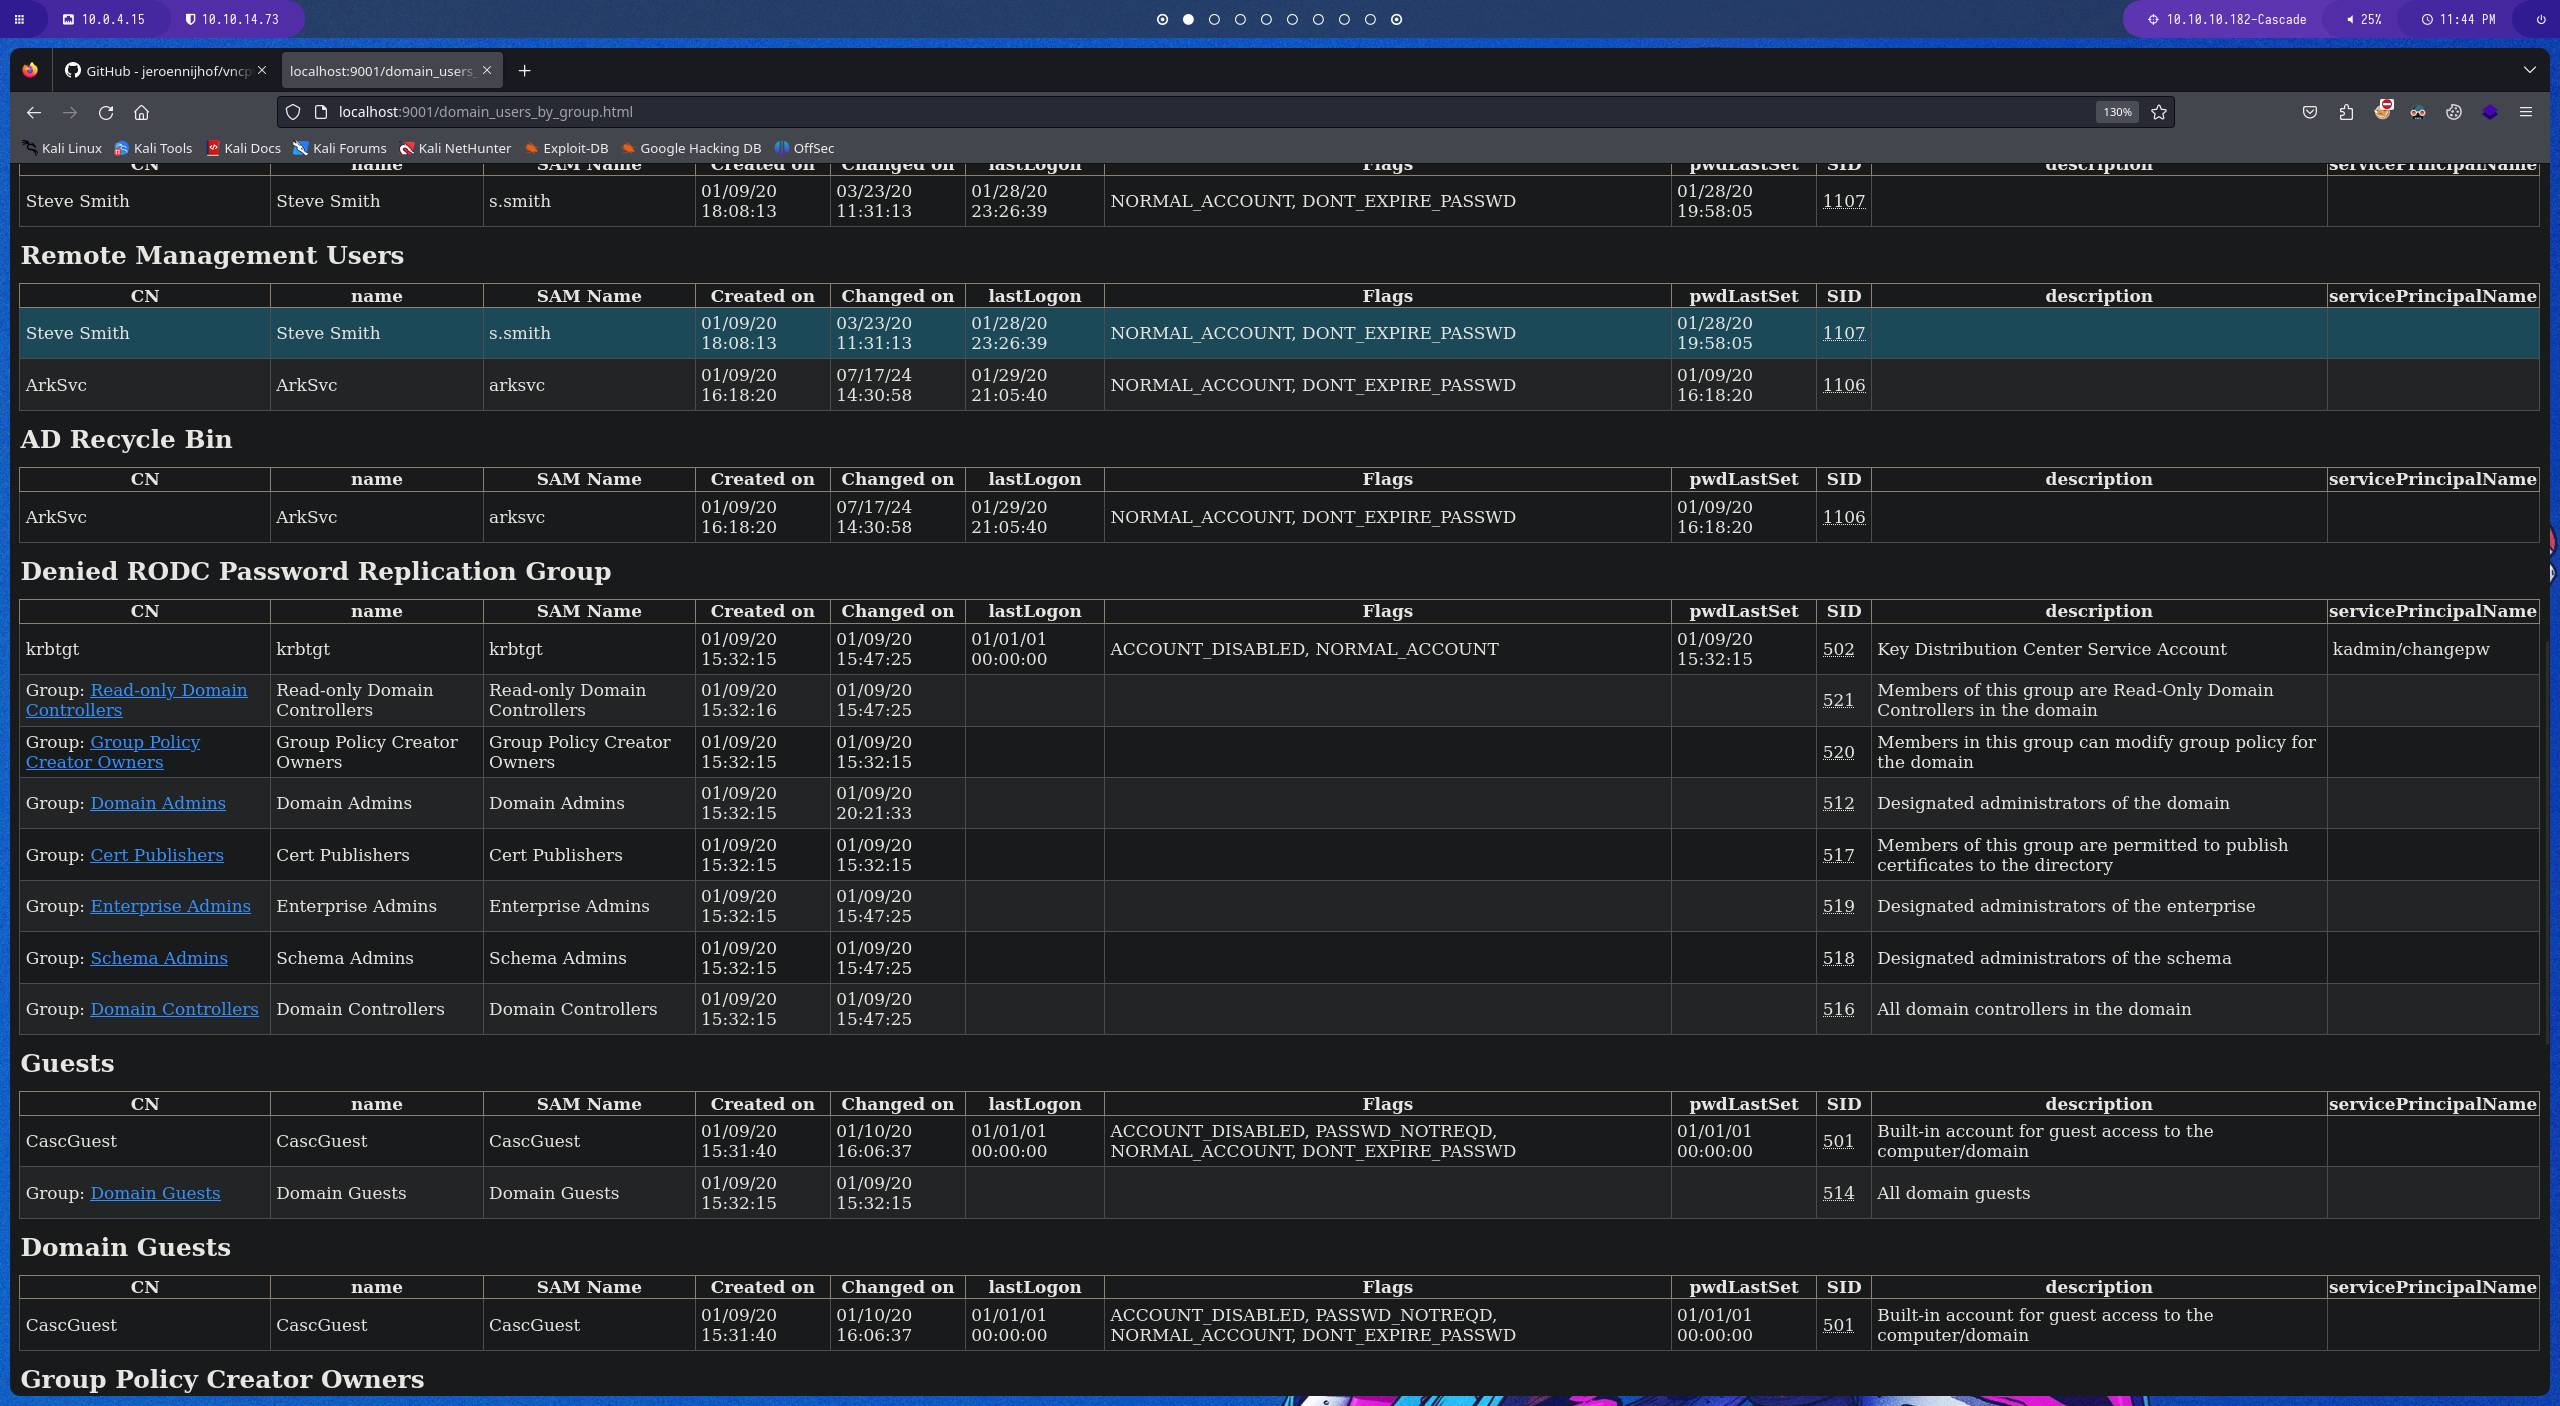 10.0.4.15 10.10.14.73 10.10.10.182-Cascade 25% 11:44 PM
GitHub - jeroennijhof/vncp localhost:9001/domain_users_
localhost:9001/domain_users_by_group.html 130%
Kali Linux Kali Tools Kali Docs Kali Forums Kali NetHunter Exploit-DB Google Hacking DB OffSec
CN name SAM Name Created on Changed on lastLogon Flags pwdLastSet SID description servicePrincipalName
Steve Smith Steve Smith s.smith 01/09/20 18:08:13 03/23/20 11:31:13 01/28/20 23:26:39 NORMAL_ACCOUNT, DONT_EXPIRE_PASSWD 01/28/20 19:58:05 1107
Remote Management Users
CN name SAM Name Created on Changed on lastLogon Flags pwdLastSet SID description servicePrincipalName
Steve Smith Steve Smith s.smith 01/09/20 18:08:13 03/23/20 11:31:13 01/28/20 23:26:39 NORMAL_ACCOUNT, DONT_EXPIRE_PASSWD 01/28/20 19:58:05 1107
ArkSvc ArkSvc arksvc 01/09/20 16:18:20 07/17/24 14:30:58 01/29/20 21:05:40 NORMAL_ACCOUNT, DONT_EXPIRE_PASSWD 01/09/20 16:18:20 1106
AD Recycle Bin
CN name SAM Name Created on Changed on lastLogon Flags pwdLastSet SID description servicePrincipalName
ArkSvc ArkSvc arksvc 01/09/20 16:18:20 07/17/24 14:30:58 01/29/20 21:05:40 NORMAL_ACCOUNT, DONT_EXPIRE_PASSWD 01/09/20 16:18:20 1106
Denied RODC Password Replication Group
CN name SAM Name Created on Changed on lastLogon Flags pwdLastSet SID description servicePrincipalName
krbtgt krbtgt krbtgt 01/09/20 15:32:15 01/09/20 15:47:25 01/01/01 00:00:00 ACCOUNT_DISABLED, NORMAL_ACCOUNT 01/09/20 15:32:15 502 Key Distribution Center Service Account kadmin/changepw
Group: Read-only Domain Controllers Read-only Domain Controllers Read-only Domain Controllers 01/09/20 15:32:16 01/09/20 15:47:25 521 Members of this group are Read-Only Domain Controllers in the domain
Group: Group Policy Creator Owners Group Policy Creator Owners Group Policy Creator Owners 01/09/20 15:32:15 01/09/20 15:32:15 520 Members in this group can modify group policy for the domain
Group: Domain Admins Domain Admins Domain Admins 01/09/20 15:32:15 01/09/20 20:21:33 512 Designated administrators of the domain
Group: Cert Publishers Cert Publishers Cert Publishers 01/09/20 15:32:15 01/09/20 15:32:15 517 Members of this group are permitted to publish certificates to the directory
Group: Enterprise Admins Enterprise Admins Enterprise Admins 01/09/20 15:32:15 01/09/20 15:47:25 519 Designated administrators of the enterprise
Group: Schema Admins Schema Admins Schema Admins 01/09/20 15:32:15 01/09/20 15:47:25 518 Designated administrators of the schema
Group: Domain Controllers Domain Controllers Domain Controllers 01/09/20 15:32:15 01/09/20 15:47:25 516 All domain controllers in the domain
Guests
CN name SAM Name Created on Changed on lastLogon Flags pwdLastSet SID description servicePrincipalName
CascGuest CascGuest CascGuest 01/09/20 15:31:40 01/10/20 16:06:37 01/01/01 00:00:00 ACCOUNT_DISABLED, PASSWD_NOTREQD, NORMAL_ACCOUNT, DONT_EXPIRE_PASSWD 01/01/01 00:00:00 501 Built-in account for guest access to the computer/domain
Group: Domain Guests Domain Guests Domain Guests 01/09/20 15:32:15 01/09/20 15:32:15 514 All domain guests
Domain Guests
CN name SAM Name Created on Changed on lastLogon Flags pwdLastSet SID description servicePrincipalName
CascGuest CascGuest CascGuest 01/09/20 15:31:40 01/10/20 16:06:37 01/01/01 00:00:00 ACCOUNT_DISABLED, PASSWD_NOTREQD, NORMAL_ACCOUNT, DONT_EXPIRE_PASSWD 01/01/01 00:00:00 501 Built-in account for guest access to the computer/domain
Group Policy Creator Owners